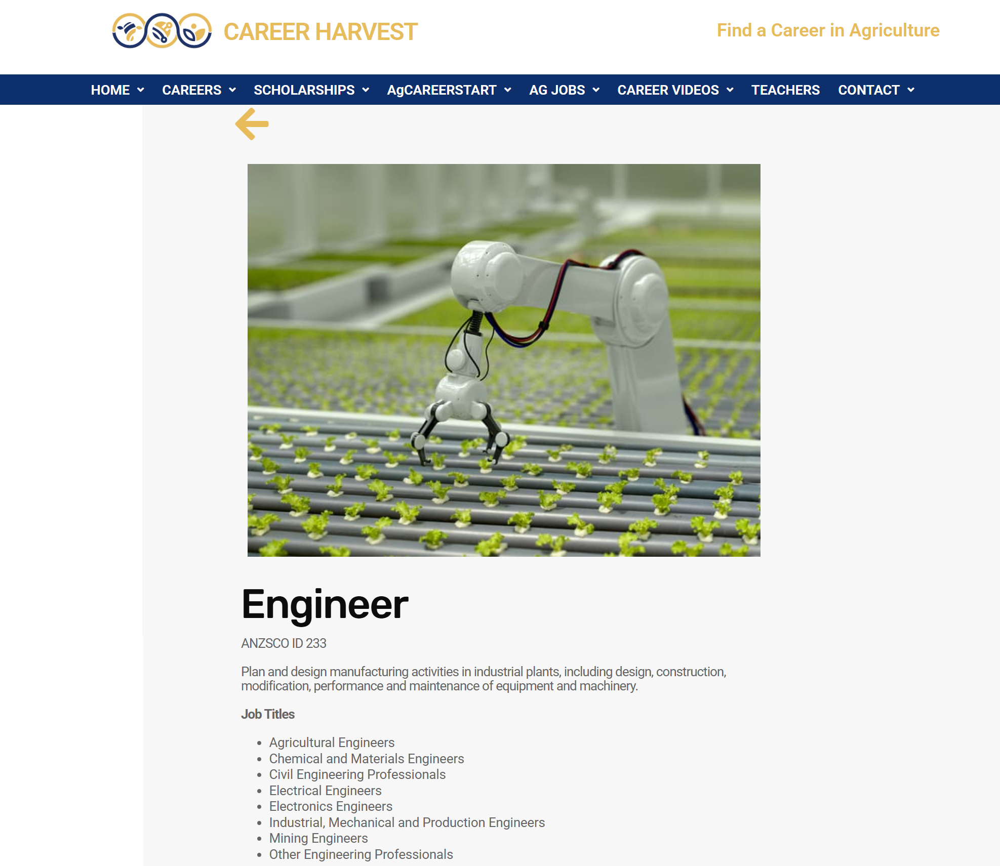 CAREER HARVEST
Find a Career in Agriculture
HOME CAREERS SCHOLARSHIPS AgCAREERSTART AG JOBS CAREER VIDEOS TEACHERS CONTACT
Engineer
ANZSCO ID 233
Plan and design manufacturing activities in industrial plants, including design, construction,
modification, performance and maintenance of equipment and machinery.
Job Titles
Agricultural Engineers
Chemical and Materials Engineers
Civil Engineering Professionals
Electrical Engineers
Electronics Engineers
Industrial, Mechanical and Production Engineers
Mining Engineers
Other Engineering Professionals